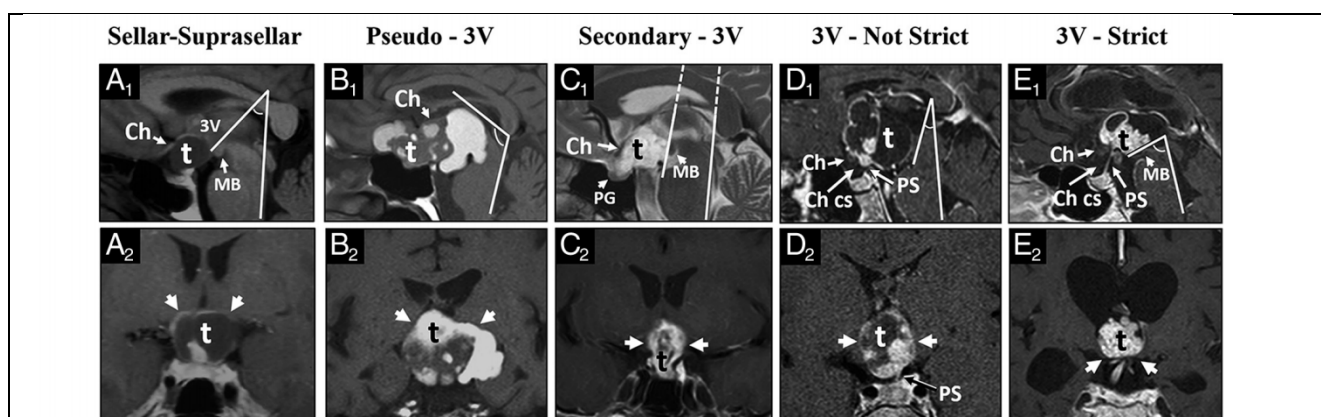 Sellar-Suprasellar Pseudo - 3V Secondary - 3V 3V - Not Strict 3V - Strict
A1 B1 C1 D1 E1
Ch 3V t MB
Ch t
Ch t MB PG
t Ch Ch cs PS
t Ch Ch cs PS MB
A2 B2 C2 D2 E2
t
t
t t
t PS
t